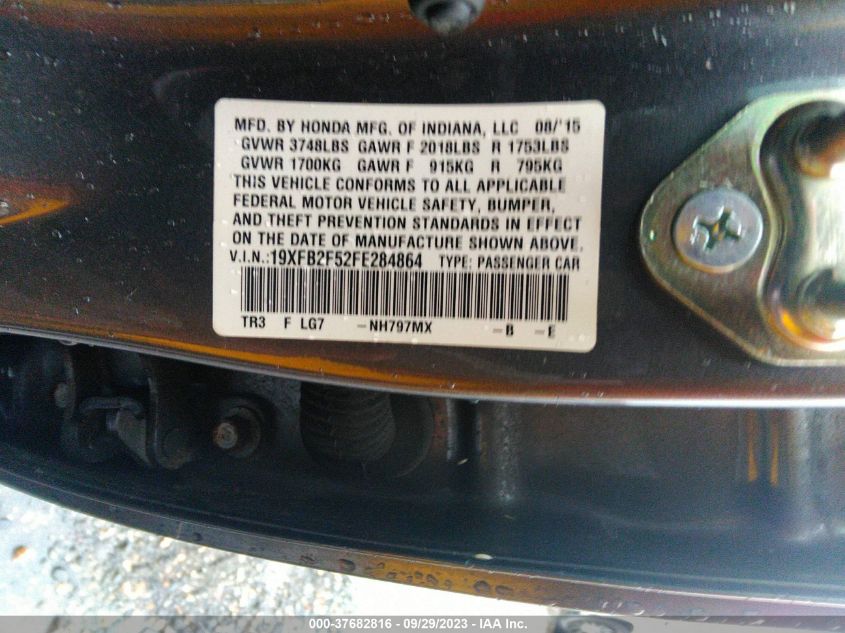 MFD. BY HONDA MFG. OF INDIANA, LLC 08/'15
GVWR 3748LBS GAWR F 2018LBS R 1753LBS
GVWR 1700KG GAWR F 915KG R 795KG
THIS VEHICLE CONFORMS TO ALL APPLICABLE
FEDERAL MOTOR VEHICLE SAFETY, BUMPER,
AND THEFT PREVENTION STANDARDS IN EFFECT
ON THE DATE OF MANUFACTURE SHOWN ABOVE.
V.I.N.:19XFB2F52FE284864 TYPE: PASSENGER CAR
TR3 F LG7 -NH797MX -B -E
000-37682816 - 09/29/2023 - IAA Inc.